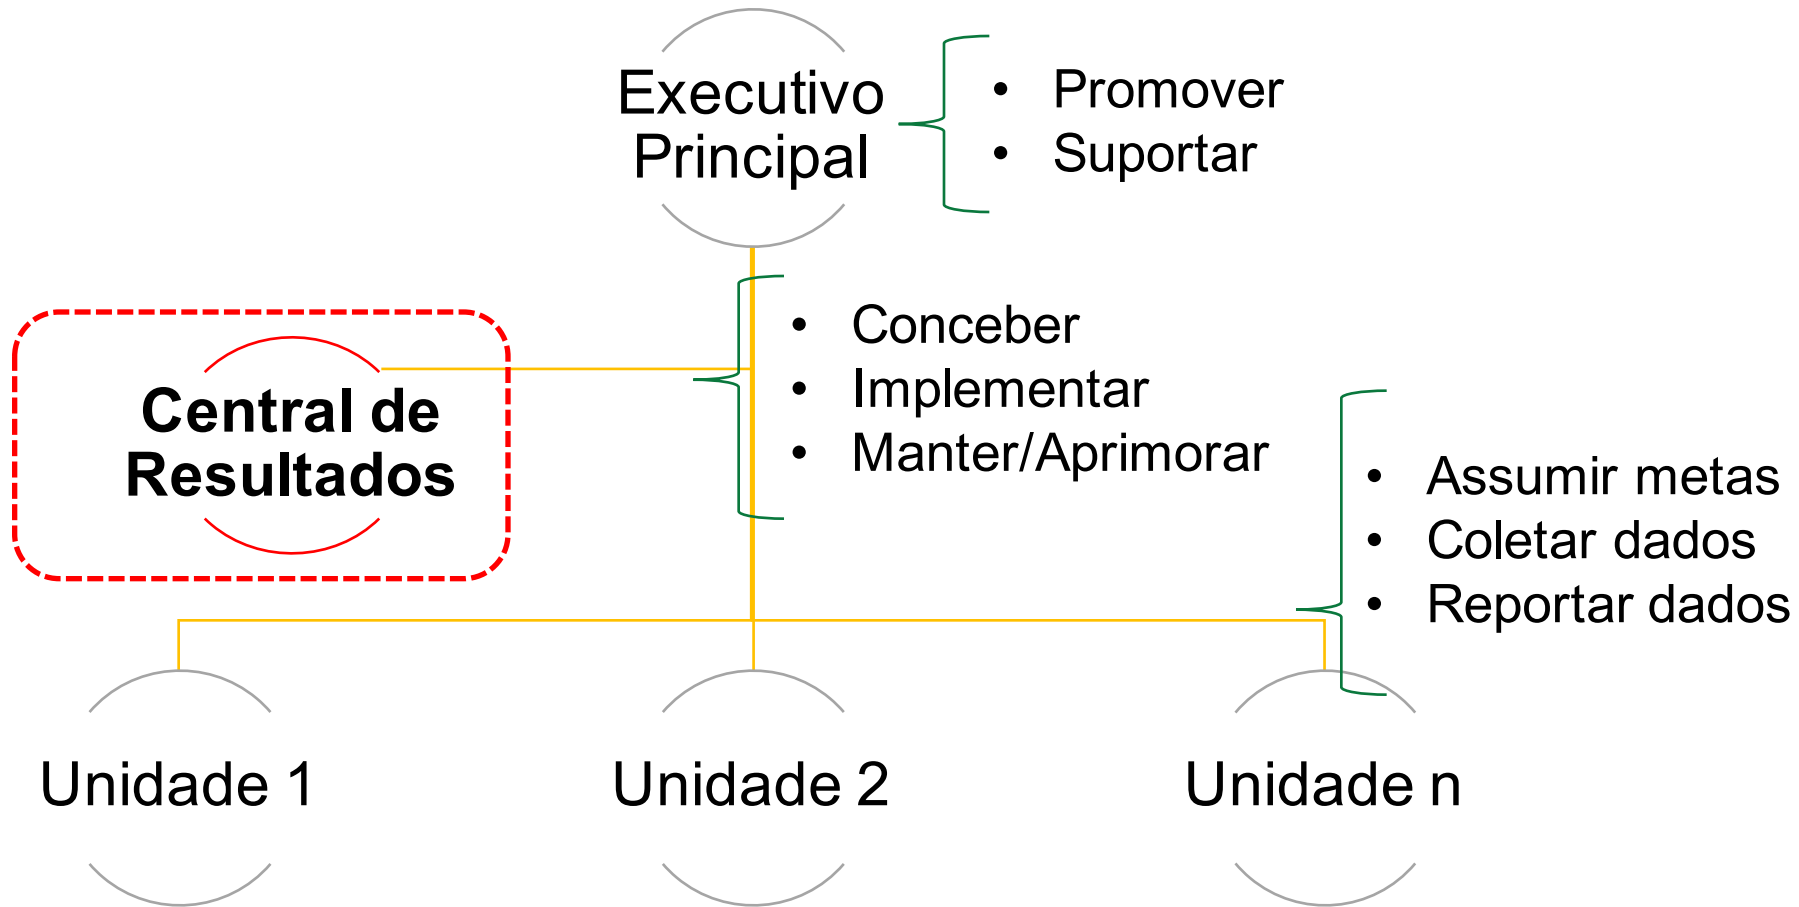 Executivo
Principal
• Promover
• Suportar
Central de
Resultados
• Conceber
• Implementar
• Manter/Aprimorar
• Assumir metas
• Coletar dados
• Reportar dados
Unidade 1
Unidade 2
Unidade n